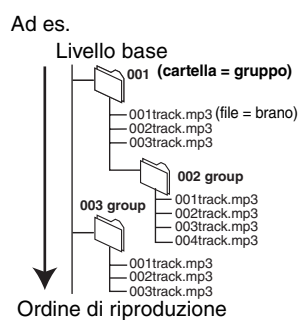 Ad es.
Livello base
001 (cartella = gruppo)
001track.mp3 (file = brano)
002track.mp3
003track.mp3
002 group
001track.mp3
002track.mp3
003track.mp3
004track.mp3
003 group
001track.mp3
002track.mp3
003track.mp3
Ordine di riproduzione